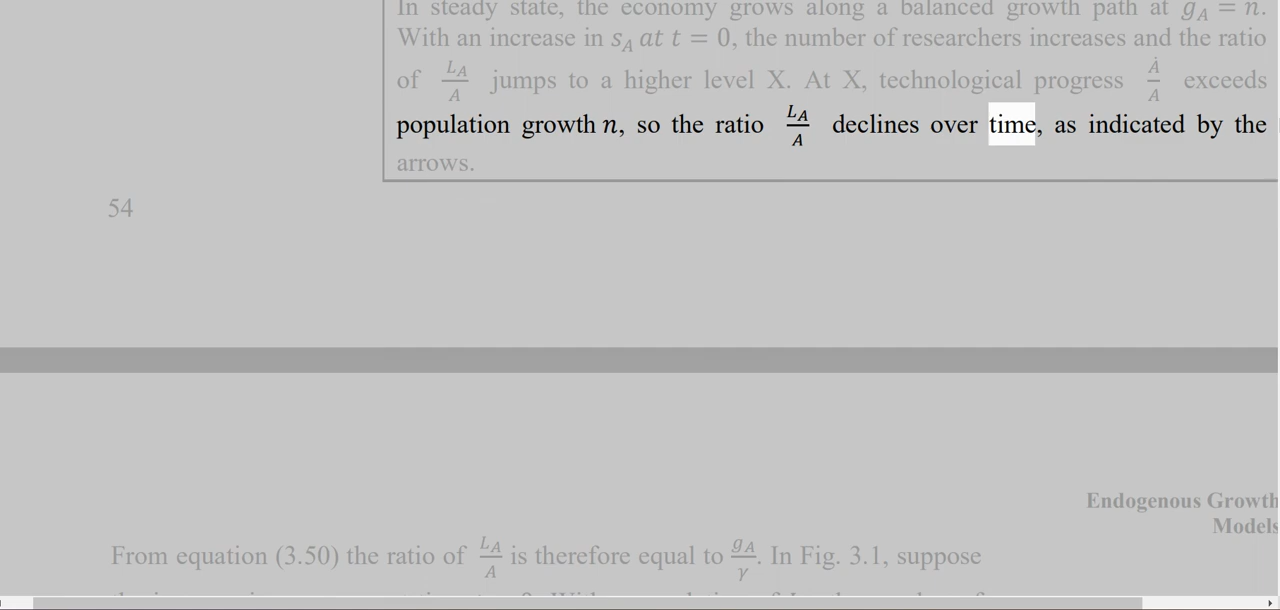 In steady state, the economy grows along a balanced growth path at g_A = n.
With an increase in s_A at t = 0, the number of researchers increases and the ratio
of L_A/A jumps to a higher level X. At X, technological progress Ȧ/A exceeds
population growth n, so the ratio L_A/A declines over time, as indicated by the
arrows.
54
Endogenous Growth
Models
From equation (3.50) the ratio of L_A/A is therefore equal to g_A/γ. In Fig. 3.1, suppose